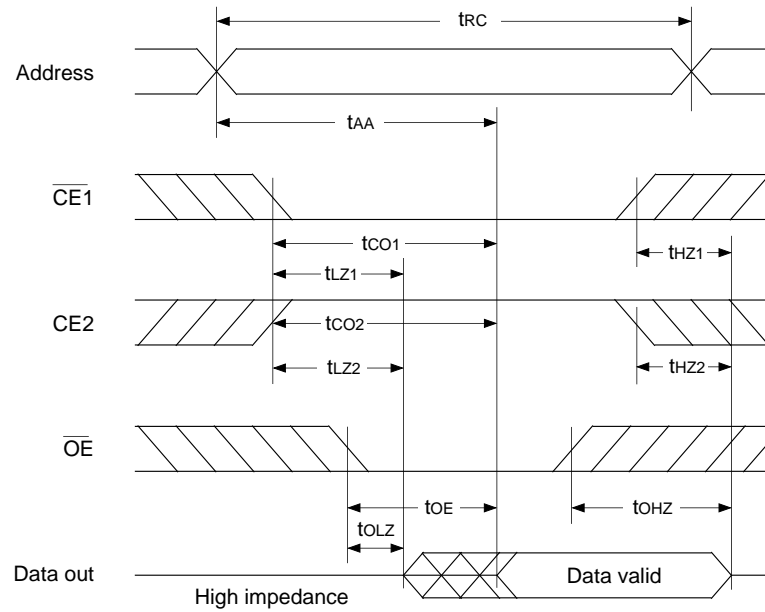 tRC
Address
tAA
CE1
tCO1
tHZ1
tLZ1
CE2
tCO2
tLZ2
tHZ2
OE
tOE
tOHZ
tOLZ
Data out
Data valid
High impedance